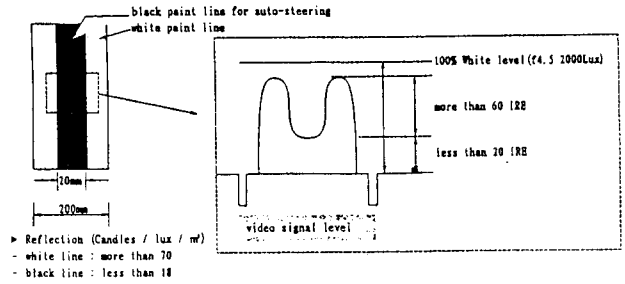 black paint line for auto-steering
white paint line
100% White level(f4.5 2000Lux)
more than 60 IRE
less than 20 IRE
20mm
200mm
video signal level
► Reflection (Candles / lux / ㎡)
- white line : more than 70
- black line : less than 18